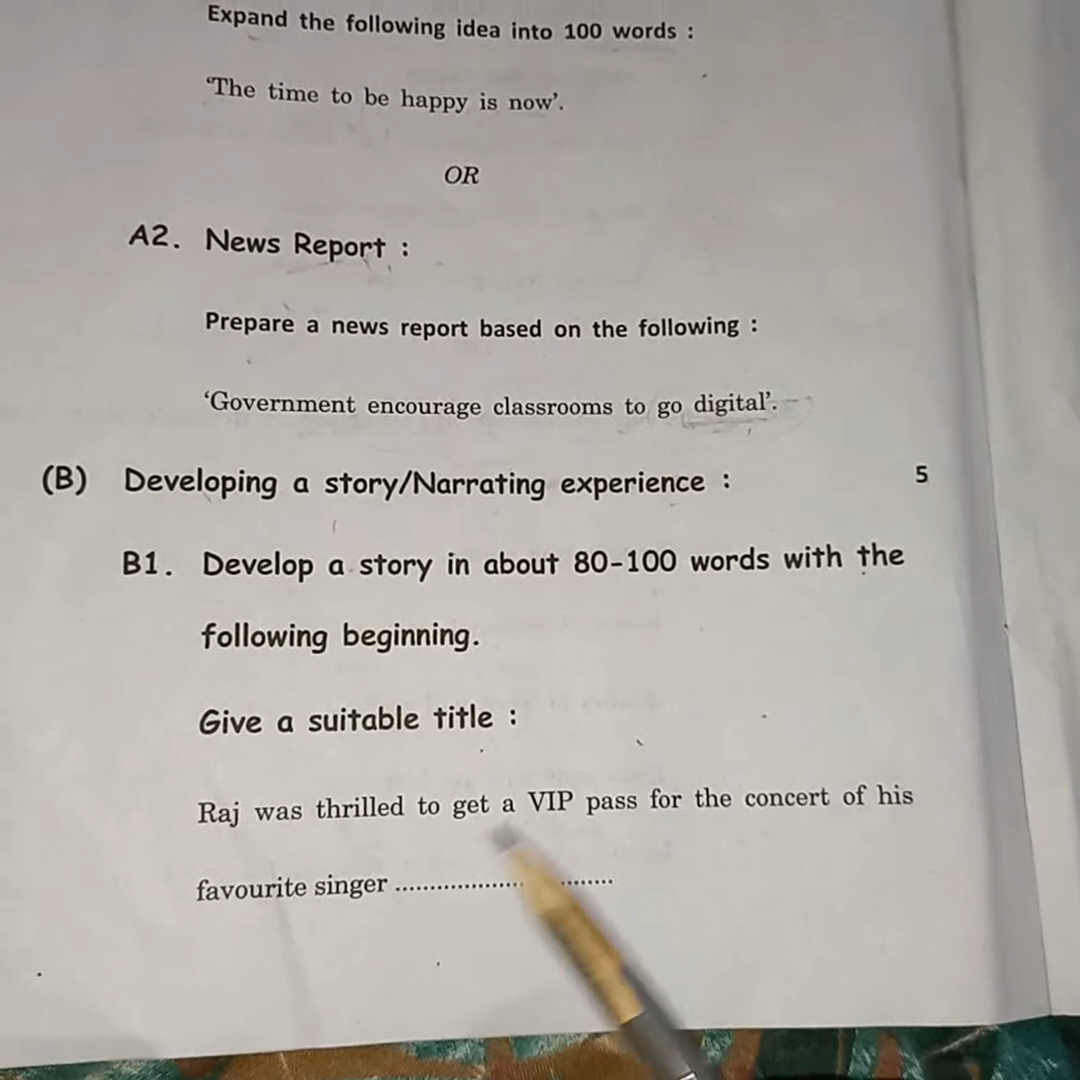 Expand the following idea into 100 words :
‘The time to be happy is now’.
OR
A2. News Report :
Prepare a news report based on the following :
‘Government encourage classrooms to go digital’.
(B) Developing a story/Narrating experience : 5
B1. Develop a story in about 80-100 words with the
following beginning.
Give a suitable title :
Raj was thrilled to get a VIP pass for the concert of his
favourite singer ...............................